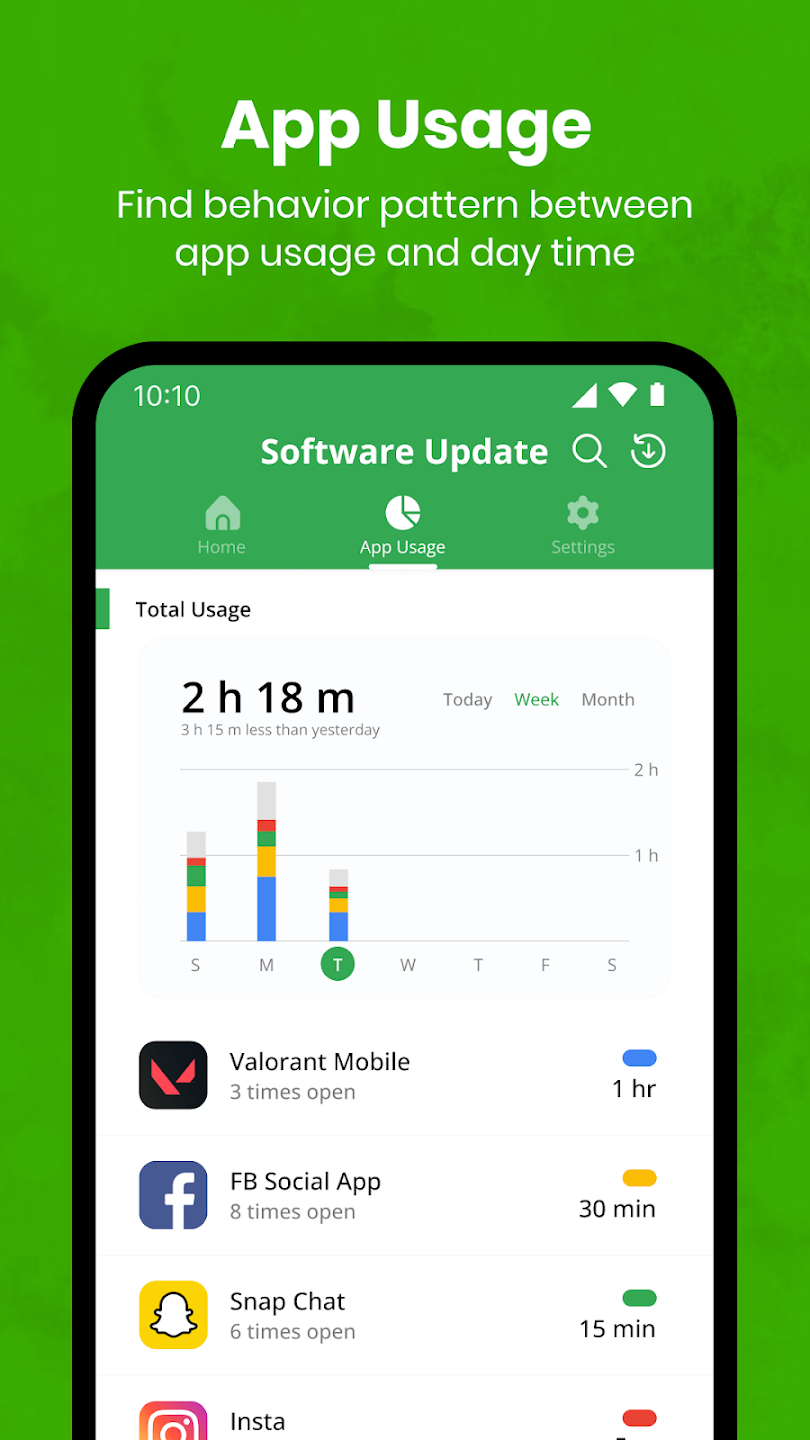 App Usage
Find behavior pattern between
app usage and day time
10:10
Software Update
Home
App Usage
Settings
Total Usage
2 h 18 m
Today
Week
Month
3 h 15 m less than yesterday
2 h
1 h
S
M
T
W
T
F
S
Valorant Mobile
3 times open
1 hr
FB Social App
8 times open
30 min
Snap Chat
6 times open
15 min
Insta